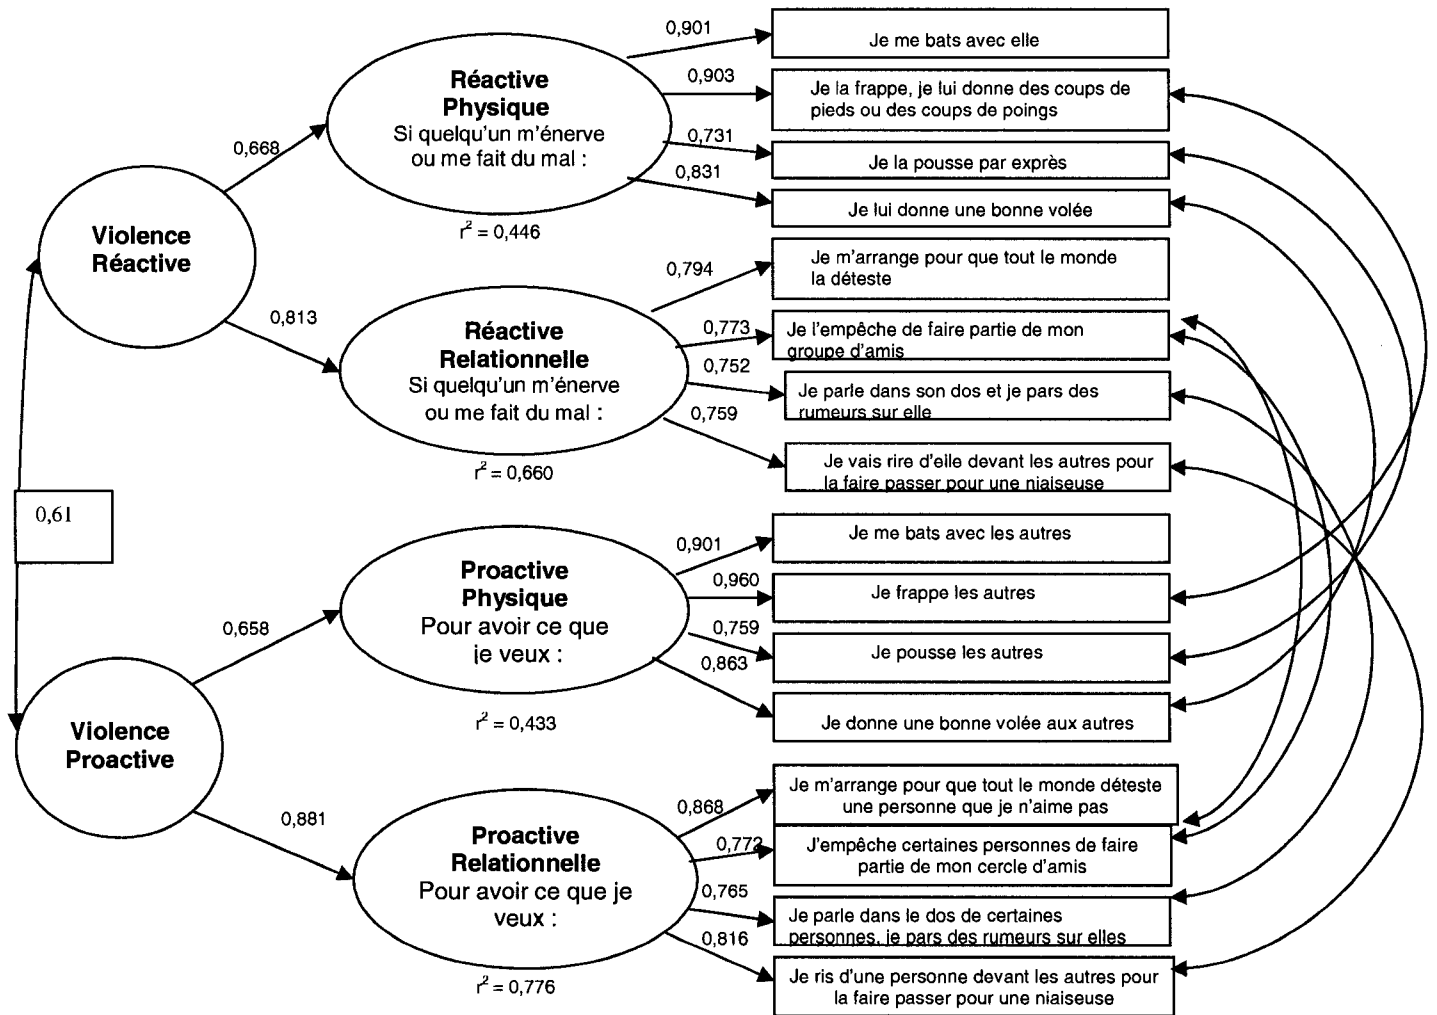 0,901
Je me bats avec elle
0,903
Je la frappe, je lui donne des coups de
pieds ou des coups de poings
Réactive
Physique
Si quelqu'un m'énerve
ou me fait du mal :
0,731
Je la pousse par exprès
0,831
Je lui donne une bonne volée
r² = 0,446
0,668
Violence
Réactive
0,813
0,794
Je m'arrange pour que tout le monde
la déteste
Réactive
Relationnelle
Si quelqu'un m'énerve
ou me fait du mal :
0,773
Je l'empêche de faire partie de mon
groupe d'amis
0,752
Je parle dans son dos et je pars des
rumeurs sur elle
0,759
Je vais rire d'elle devant les autres pour
la faire passer pour une niaiseuse
r² = 0,660
0,61
0,901
Je me bats avec les autres
Proactive
Physique
Pour avoir ce que
je veux :
0,960
Je frappe les autres
0,759
Je pousse les autres
0,863
Je donne une bonne volée aux autres
r² = 0,433
0,658
Violence
Proactive
0,881
0,868
Je m'arrange pour que tout le monde déteste
une personne que je n'aime pas
Proactive
Relationnelle
Pour avoir ce que je
veux :
0,772
J'empêche certaines personnes de faire
partie de mon cercle d'amis
0,765
Je parle dans le dos de certaines
personnes, je pars des rumeurs sur elles
0,816
Je ris d'une personne devant les autres pour
la faire passer pour une niaiseuse
r² = 0,776